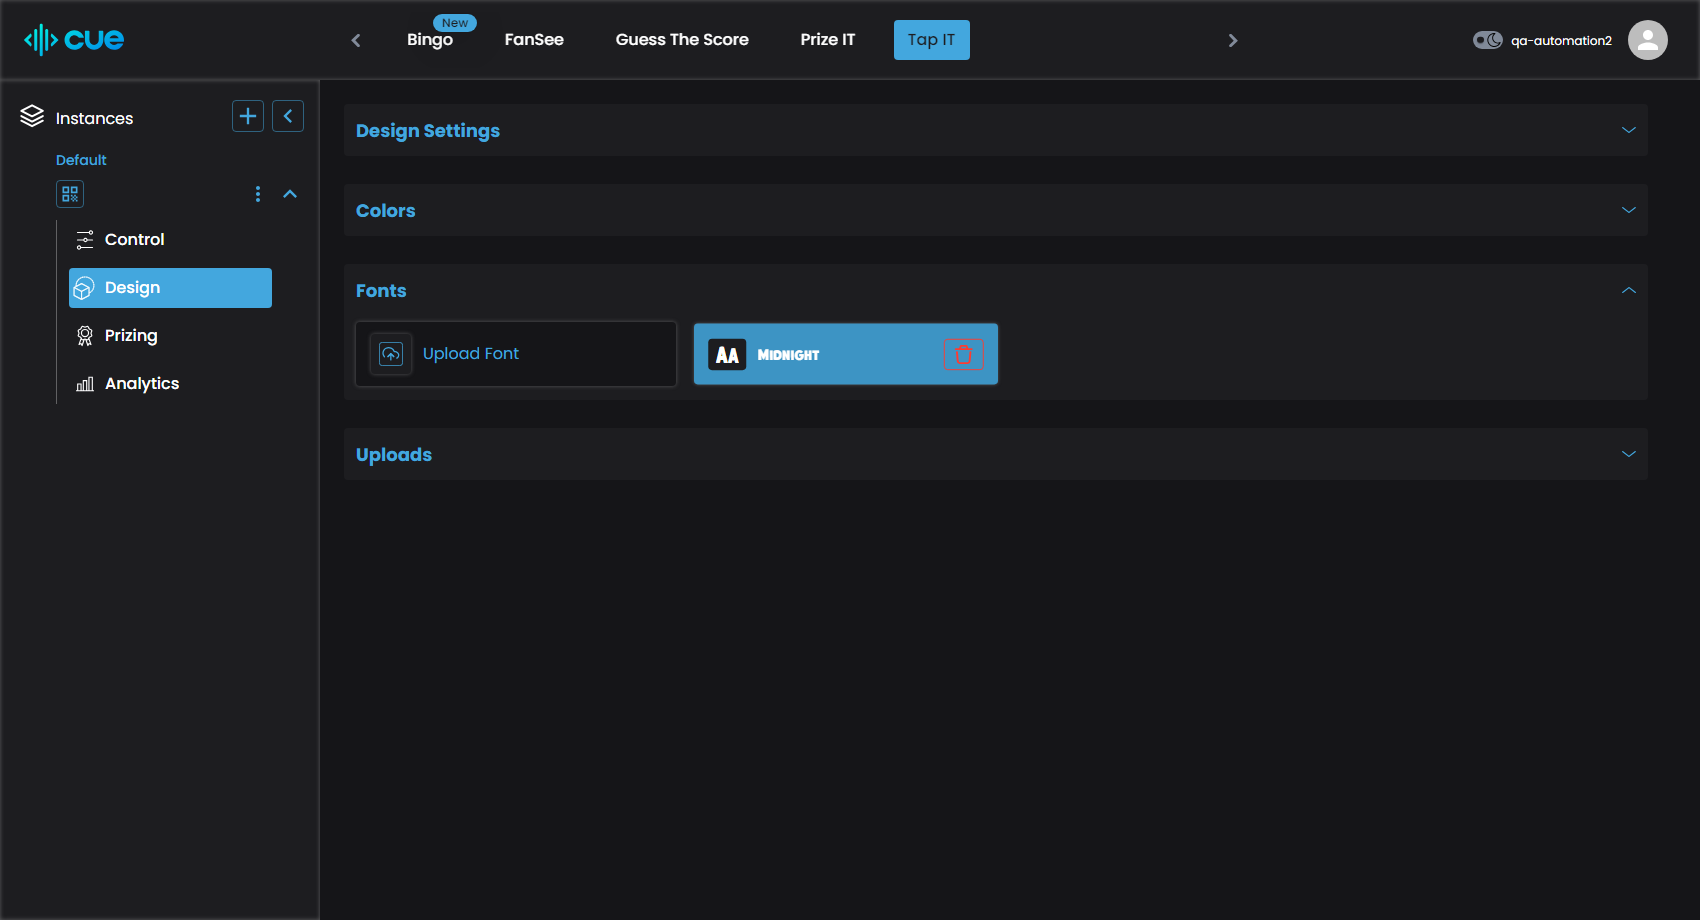 cue
New
Bingo
FanSee
Guess The Score
Prize IT
Tap IT
qa-automation2
Instances
Default
Control
Design
Prizing
Analytics
Design Settings
Colors
Fonts
Upload Font
AA
MIDNIGHT
Uploads